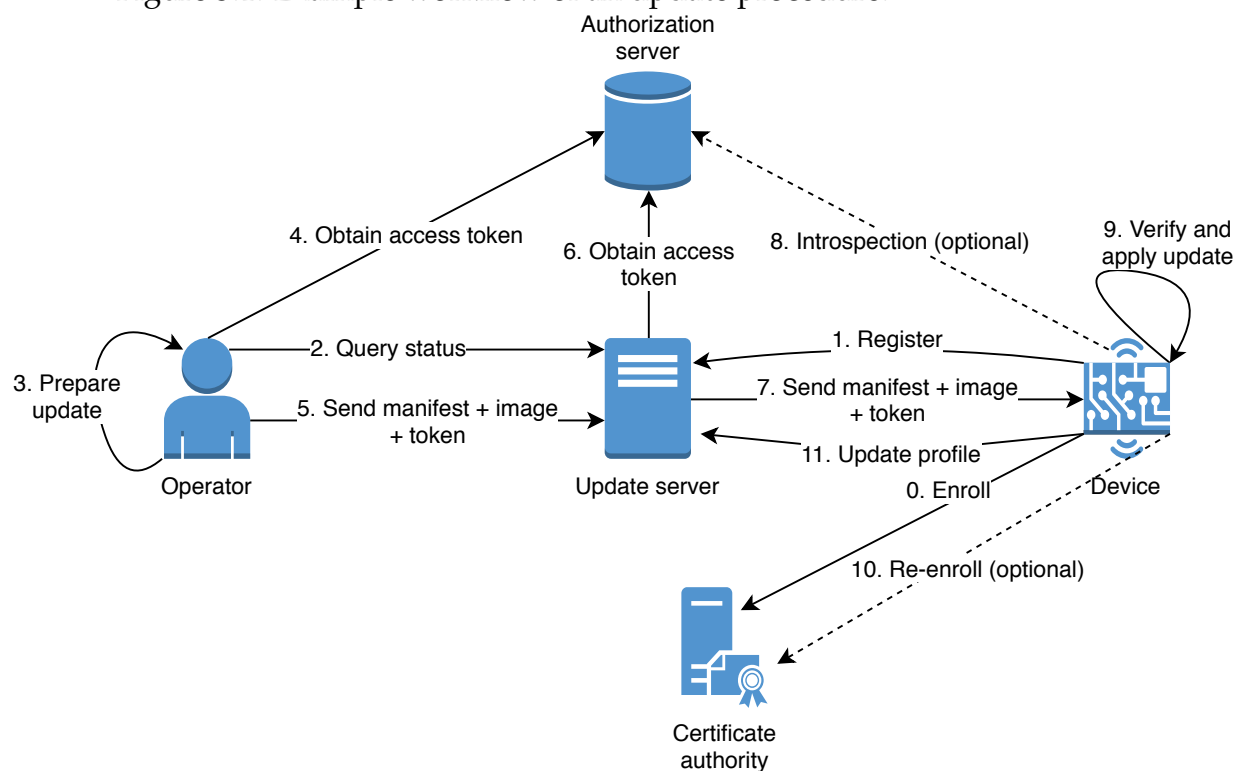 Authorization
server
4. Obtain access token
6. Obtain access
token
8. Introspection (optional)
9. Verify and
apply update
3. Prepare
update
2. Query status
1. Register
5. Send manifest + image
+ token
7. Send manifest + image
+ token
11. Update profile
Operator
Update server
0. Enroll
Device
10. Re-enroll (optional)
Certificate
authority